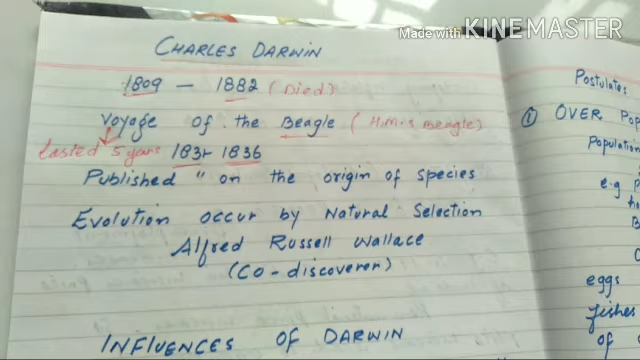 Made with KINEMASTER
CHARLES DARWIN
1809 — 1882 (Died)
Voyage of the Beagle (H.M.S Beagle)
lasted 5 years 1831 - 1836
Published " on the origin of species
Evolution occur by Natural Selection
Alfred Russell Wallace
(Co-discoverer)
INFLUENCES OF DARWIN
Postulates
① OVER POP
Population
e.g
eggs
fishes
of